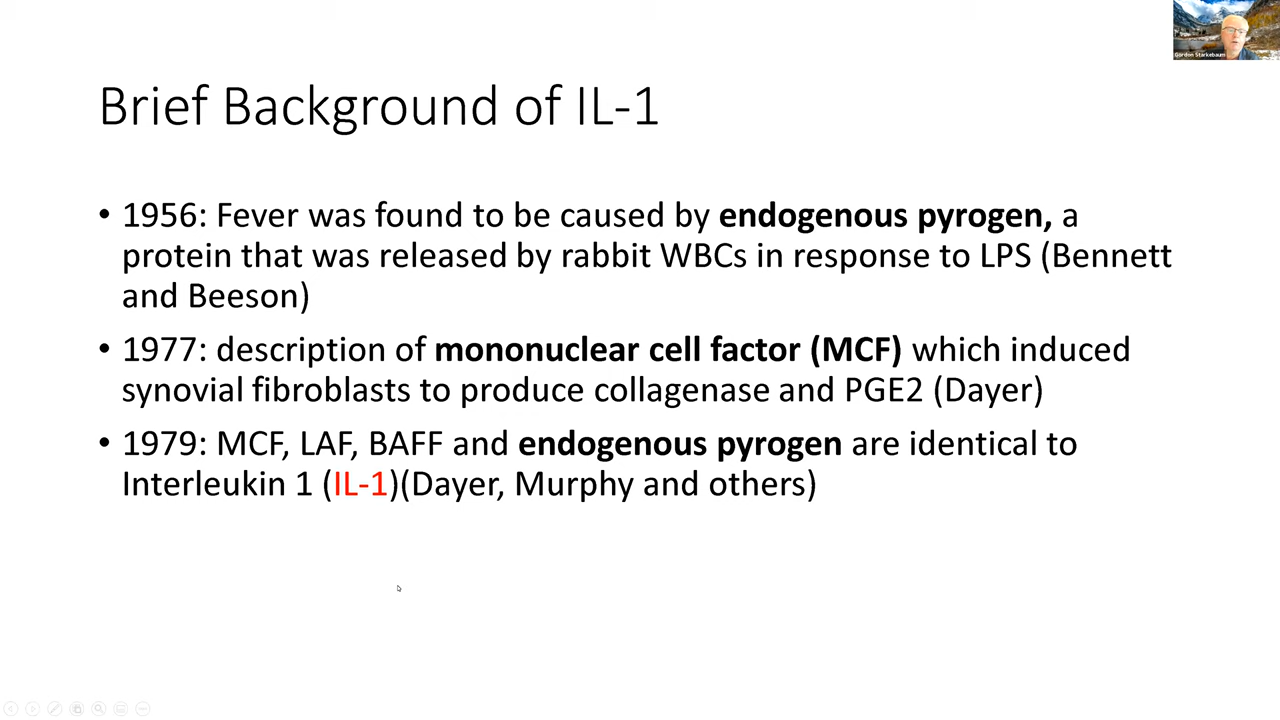 Gordon Starkebaum
Brief Background of IL-1
• 1956: Fever was found to be caused by endogenous pyrogen, a
protein that was released by rabbit WBCs in response to LPS (Bennett
and Beeson)
• 1977: description of mononuclear cell factor (MCF) which induced
synovial fibroblasts to produce collagenase and PGE2 (Dayer)
• 1979: MCF, LAF, BAFF and endogenous pyrogen are identical to
Interleukin 1 (IL-1)(Dayer, Murphy and others)